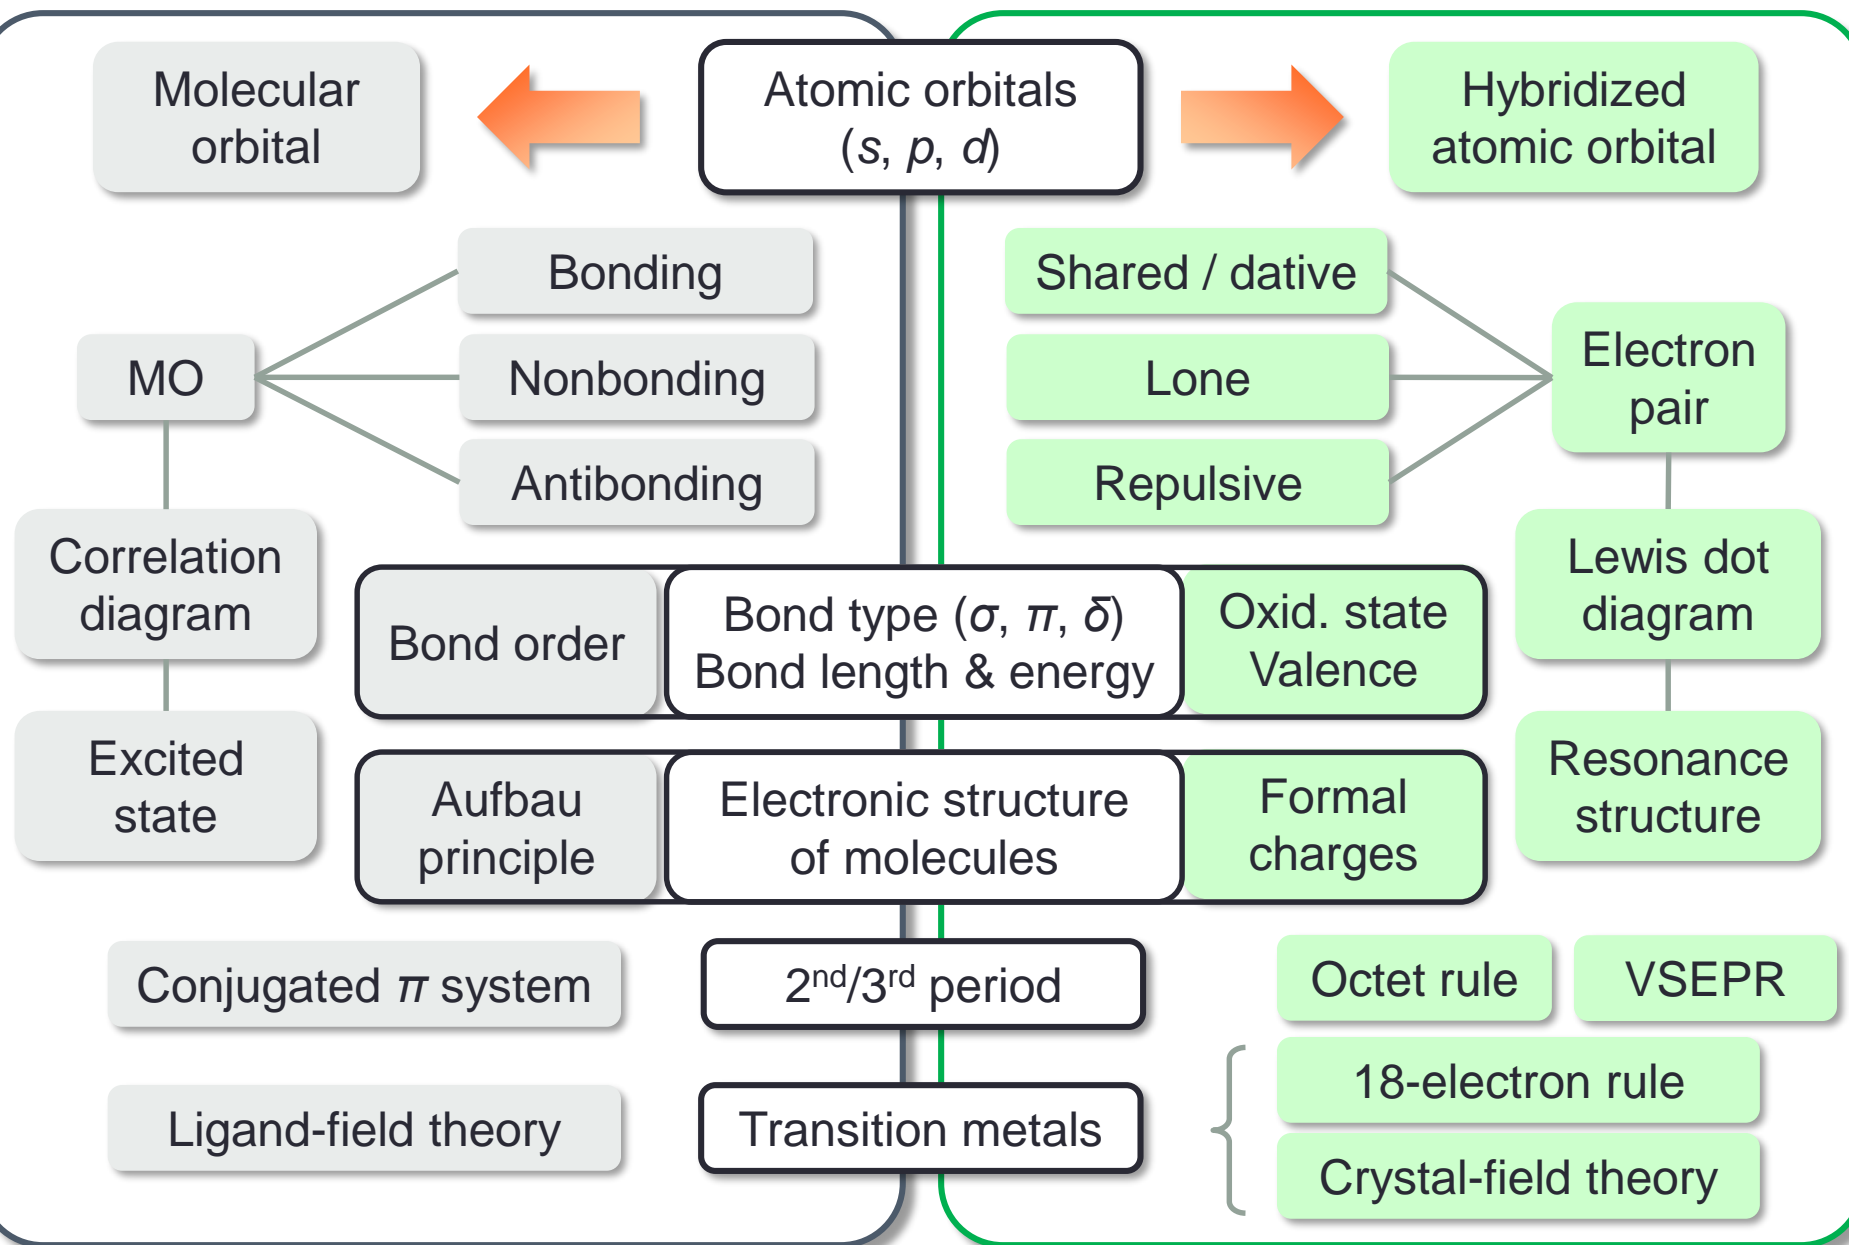 Molecular
orbital
Atomic orbitals
(s, p, d)
Hybridized
atomic orbital
Bonding
Nonbonding
Antibonding
MO
Correlation
diagram
Excited
state
Shared / dative
Lone
Repulsive
Electron
pair
Lewis dot
diagram
Resonance
structure
Bond order
Bond type (σ, π, δ)
Bond length & energy
Oxid. state
Valence
Aufbau
principle
Electronic structure
of molecules
Formal
charges
Conjugated π system
2nd/3rd period
Octet rule
VSEPR
Ligand-field theory
Transition metals
18-electron rule
Crystal-field theory